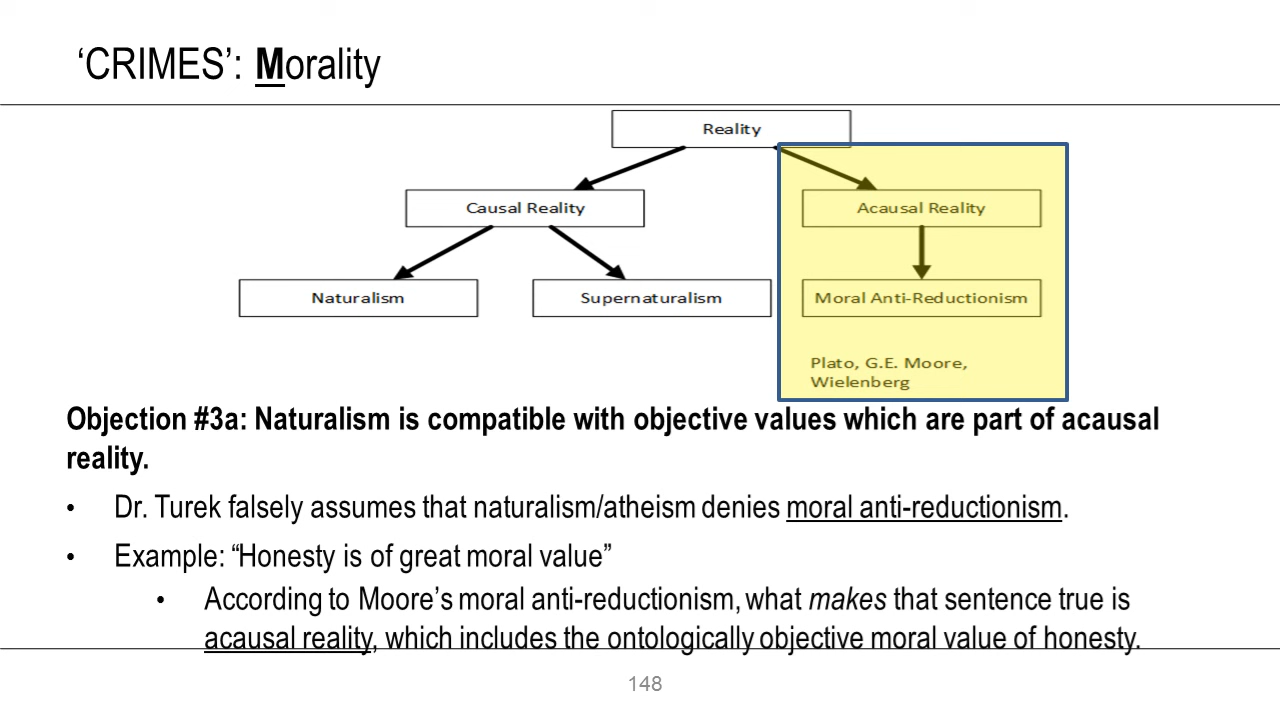 ‘CRIMES’: Morality
Reality
Causal Reality
Acausal Reality
Naturalism
Supernaturalism
Moral Anti-Reductionism
Plato, G.E. Moore,
Wielenberg
Objection #3a: Naturalism is compatible with objective values which are part of acausal
reality.
• Dr. Turek falsely assumes that naturalism/atheism denies moral anti-reductionism.
• Example: “Honesty is of great moral value”
• According to Moore’s moral anti-reductionism, what makes that sentence true is
acausal reality, which includes the ontologically objective moral value of honesty.
148